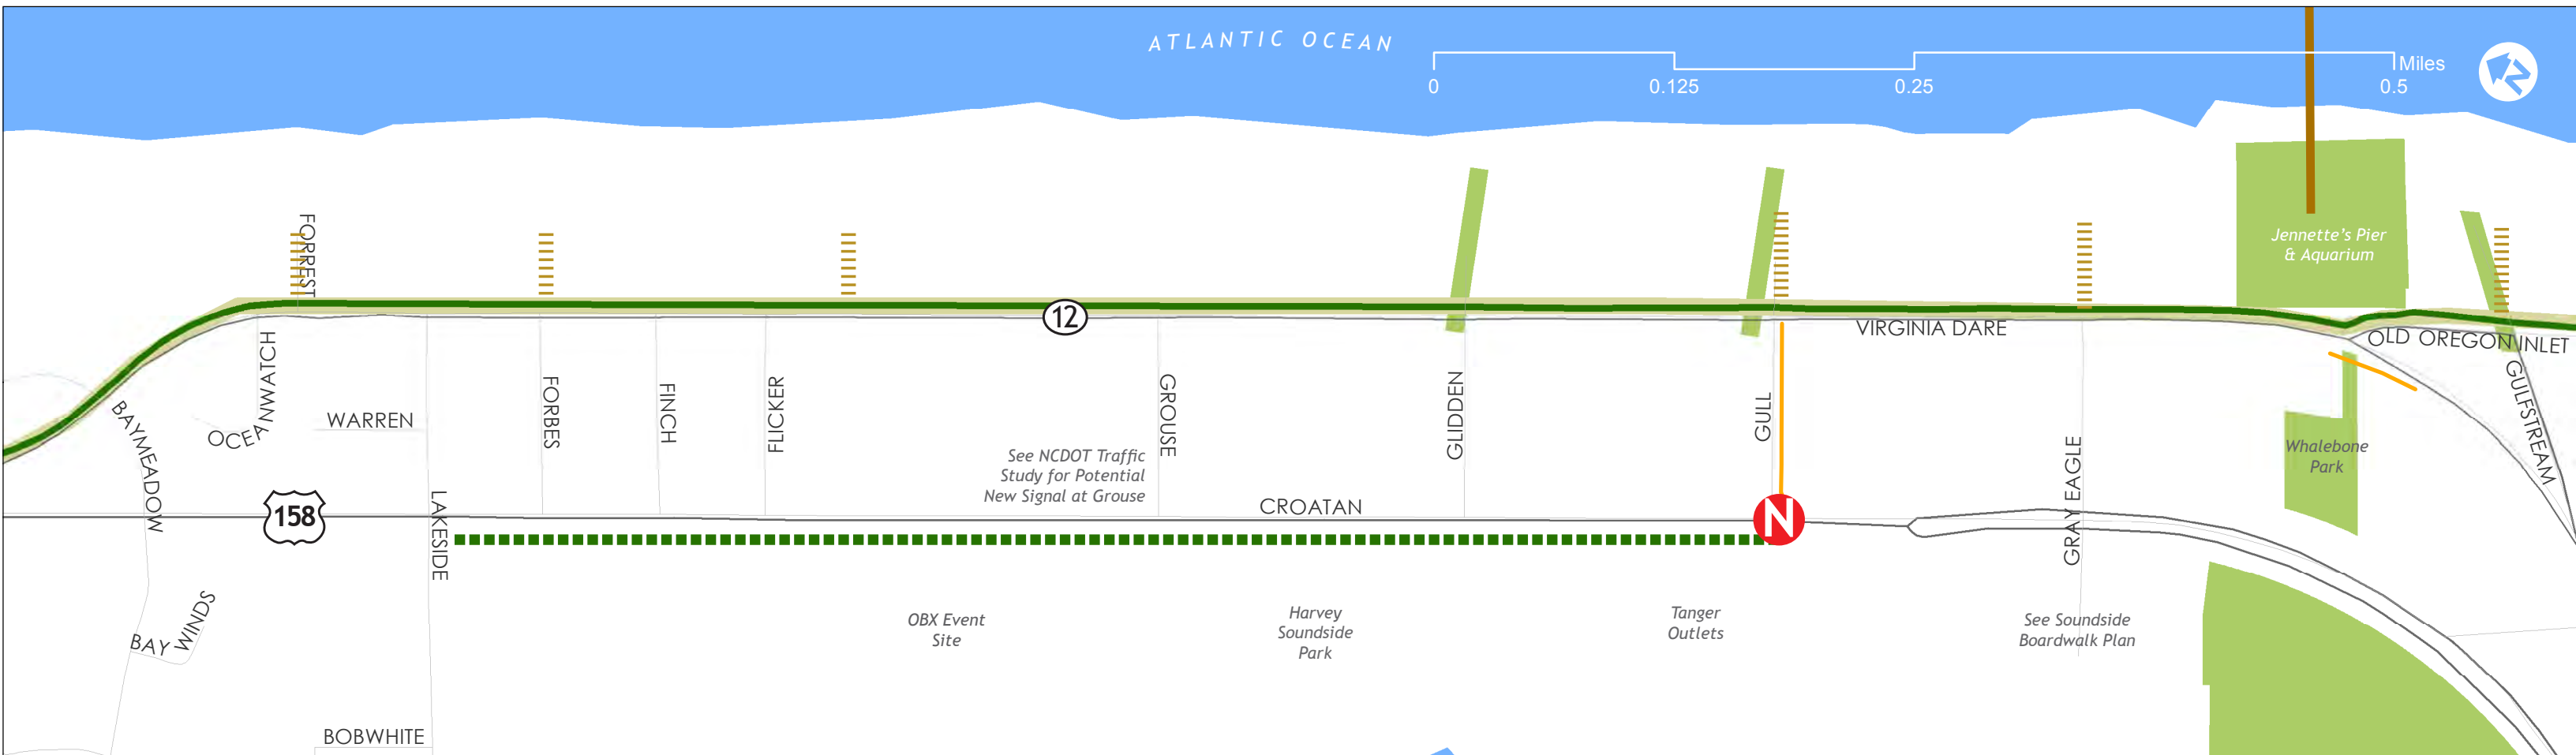 ATLANTIC OCEAN
Miles
0
0.125
0.25
0.5
N
FORREST
Jennette's Pier
& Aquarium
12
VIRGINIA DARE
OLD OREGON INLET
OCEANWATCH
BAYMEADOW
WARREN
FORBES
FINCH
FLICKER
GROUSE
GLIDDEN
GULL
GRAY EAGLE
GULFSTREAM
Whalebone
Park
See NCDOT Traffic
Study for Potential
New Signal at Grouse
CROATAN
158
LAKESIDE
N
BAY WINDS
OBX Event
Site
Harvey
Soundside
Park
Tanger
Outlets
See Soundside
Boardwalk Plan
BOBWHITE